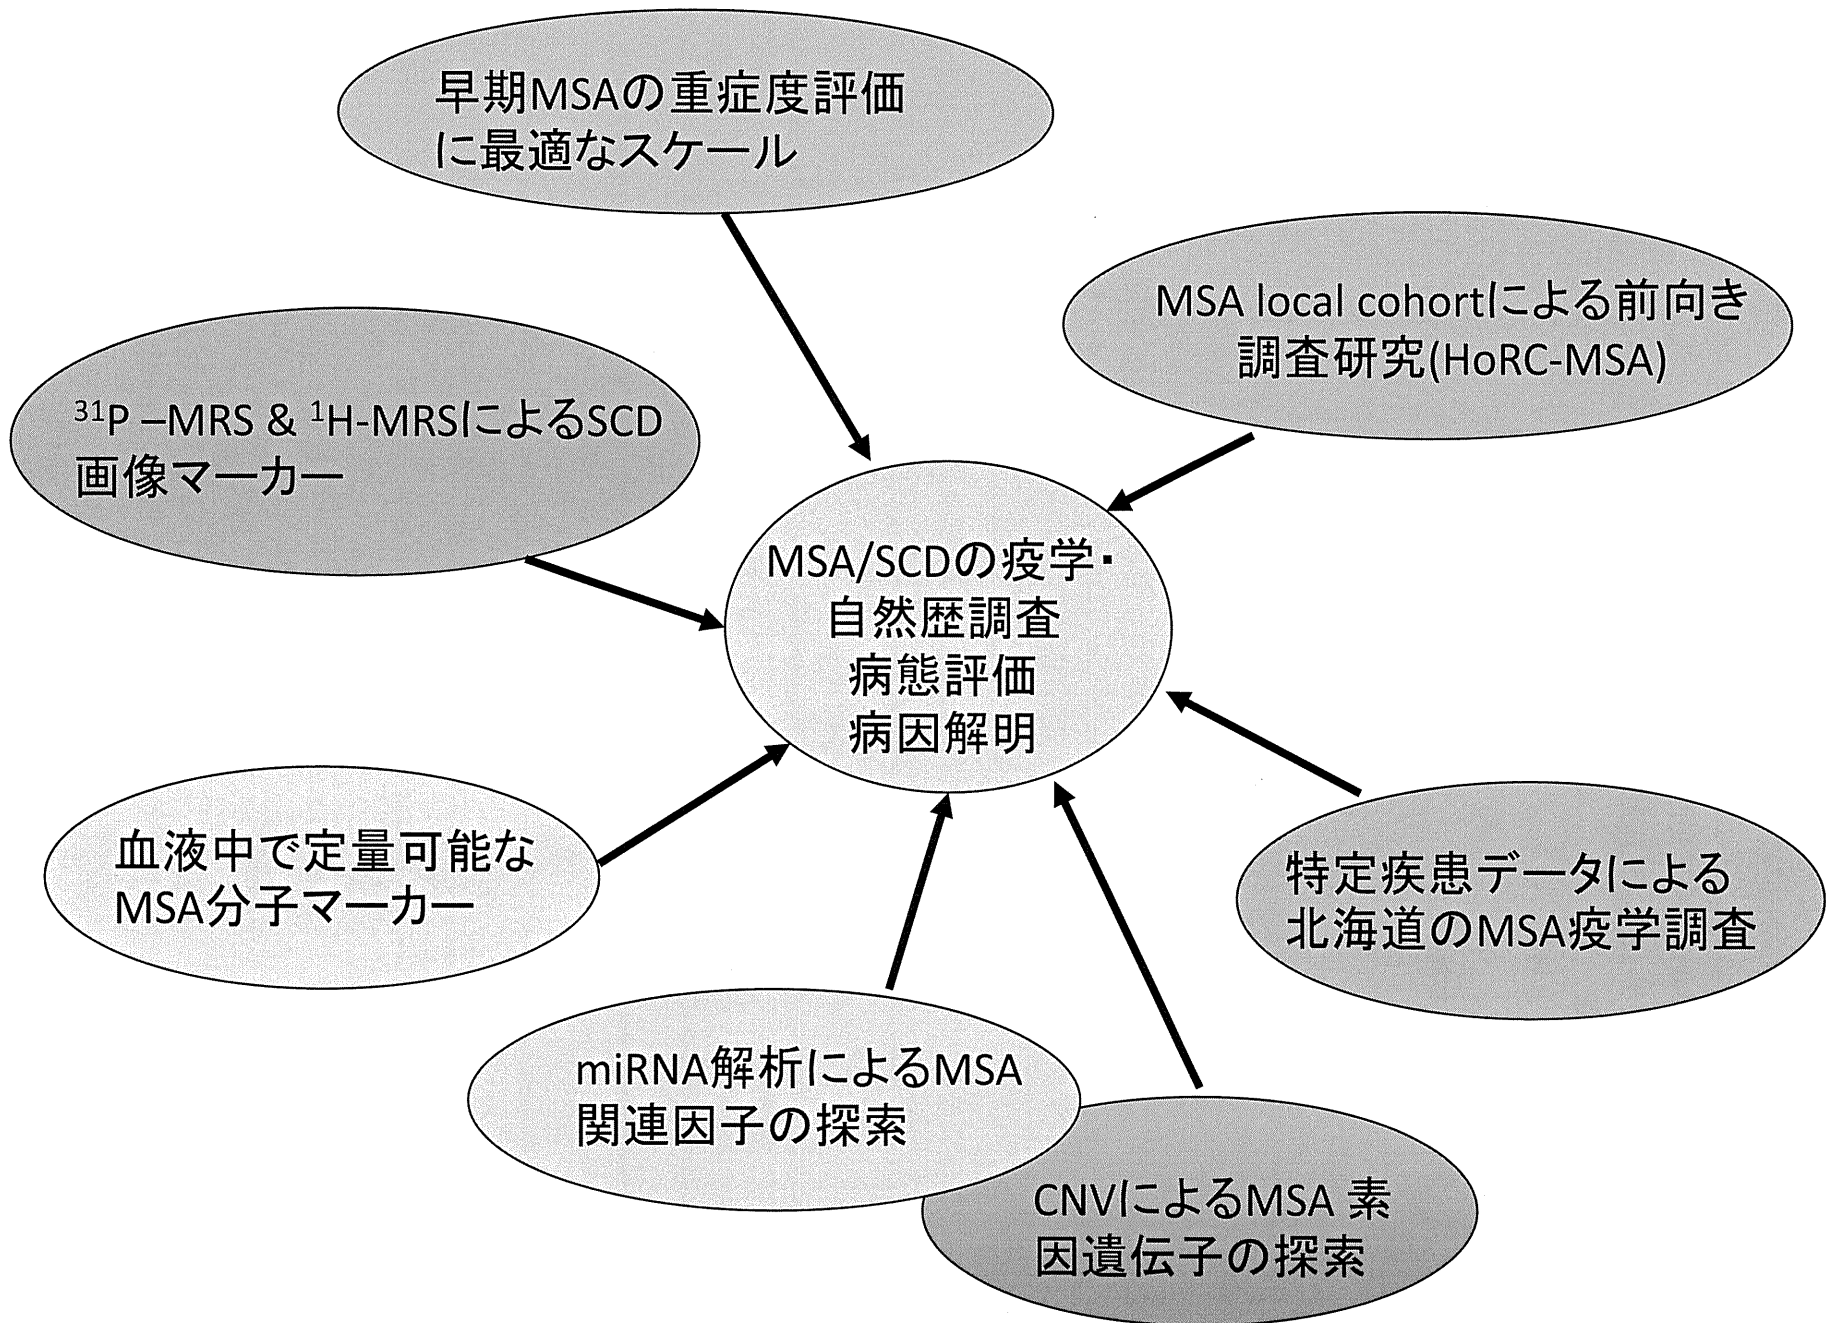 早期MSAの重症度評価
に最適なスケール
MSA local cohortによる前向き
調査研究(HoRC-MSA)
³¹P –MRS & ¹H-MRSによるSCD
画像マーカー
MSA/SCDの疫学・
自然歴調査
病態評価
病因解明
血液中で定量可能な
MSA分子マーカー
特定疾患データによる
北海道のMSA疫学調査
miRNA解析によるMSA
関連因子の探索
CNVによるMSA 素
因遺伝子の探索